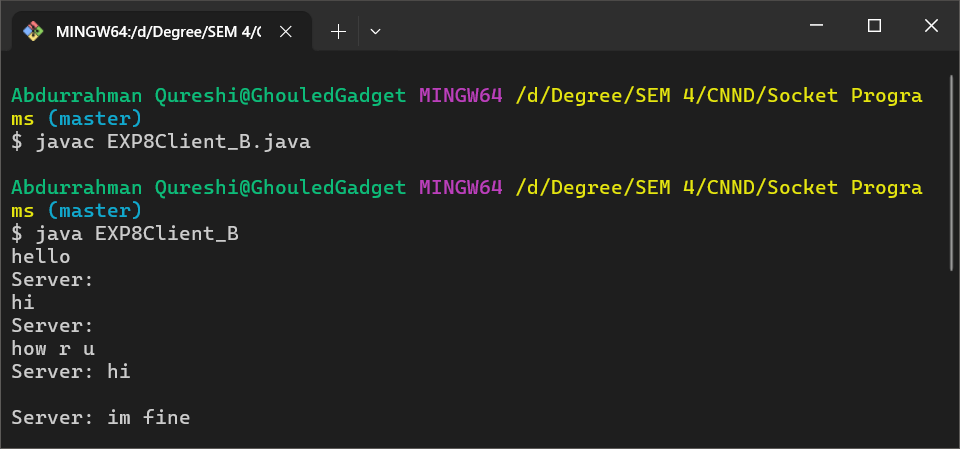 MINGW64:/d/Degree/SEM 4/C
Abdurrahman Qureshi@GhouledGadget MINGW64 /d/Degree/SEM 4/CNND/Socket Progra
ms (master)
$ javac EXP8Client_B.java
Abdurrahman Qureshi@GhouledGadget MINGW64 /d/Degree/SEM 4/CNND/Socket Progra
ms (master)
$ java EXP8Client_B
hello
Server:
hi
Server:
how r u
Server: hi
Server: im fine